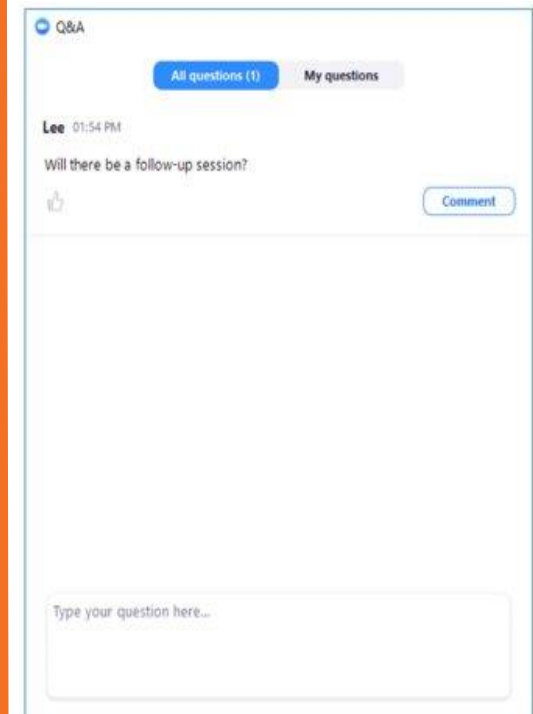 Q&A
All questions (1) My questions
Lee 01:54 PM
Will there be a follow-up session?
Comment
Type your question here...